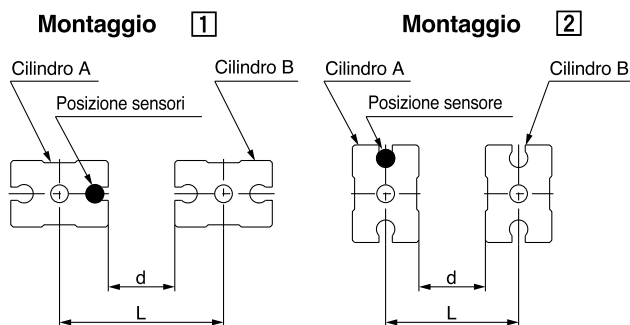 Montaggio 1
Cilindro A
Cilindro B
Posizione sensori
d
L
Montaggio 2
Cilindro A
Cilindro B
Posizione sensore
d
L